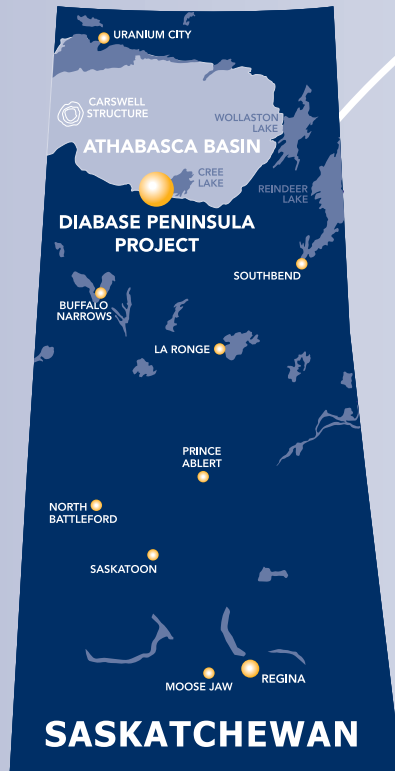 URANIUM CITY
CARSWELL
STRUCTURE
WOLLASTON
LAKE
ATHABASCA BASIN
CREE
LAKE
REINDEER
LAKE
DIABASE PENINSULA
PROJECT
SOUTHBEND
BUFFALO
NARROWS
LA RONGE
PRINCE
ABLERT
NORTH
BATTLEFORD
SASKATOON
MOOSE JAW
REGINA
SASKATCHEWAN